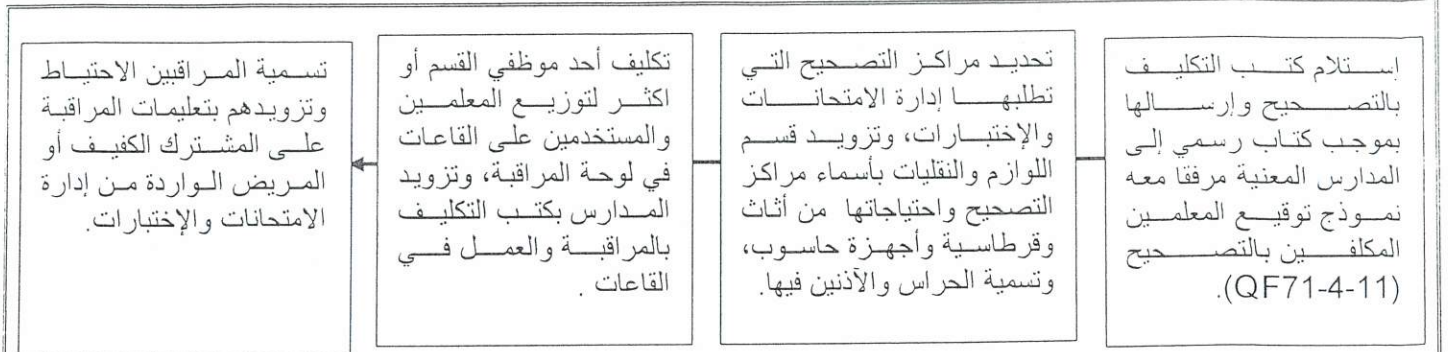 إستلام كتب التكليف
بالتصحيح وإرسالها
بموجب كتاب رسمي إلى
المدارس المعنية مرفقا معه
نموذج توقيع المعلمين
المكلفين بالتصحيح
(QF71-4-11).
تحديد مراكز التصحيح التي
تطلبها إدارة الامتحانات
والإختبارات، وتزويد قسم
اللوازم والنقليات بأسماء مراكز
التصحيح واحتياجاتها من أثاث
وقرطاسية وأجهزة حاسوب،
وتسمية الحراس والآذنين فيها.
تكليف أحد موظفي القسم أو
اكثر لتوزيع المعلمين
والمستخدمين على القاعات
في لوحة المراقبة، وتزويد
المدارس بكتب التكليف
بالمراقبة والعمل في
القاعات .
تسمية المراقبين الاحتياط
وتزويدهم بتعليمات المراقبة
على المشترك الكفيف أو
المريض الواردة من إدارة
الامتحانات والإختبارات.